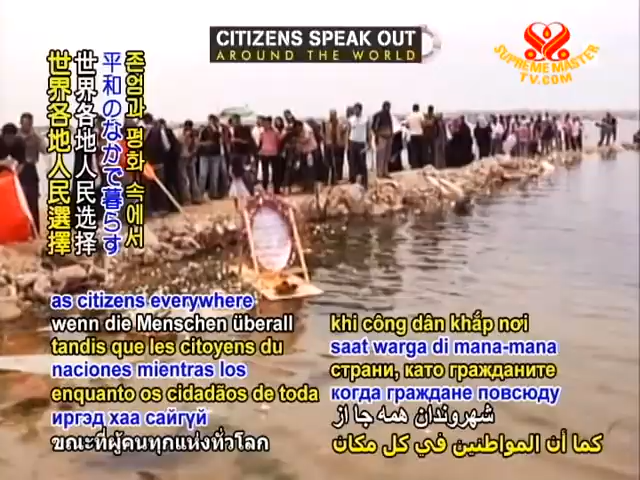 CITIZENS SPEAK OUT
AROUND THE WORLD
SUPREME MASTER
TV.COM
世界各地人民選擇
世界各地人民选择
平和のなかで暮らす
존엄과 평화 속에서
as citizens everywhere
wenn die Menschen überall
tandis que les citoyens du
naciones mientras los
enquanto os cidadãos de toda
иргэд хаа сайгүй
ขณะที่ผู้คนทุกแห่งทั่วโลก
khi công dân khắp nơi
saat warga di mana-mana
страни, като гражданите
когда граждане повсюду
شهروندان همه جا از
كما أن المواطنين في كل مكان